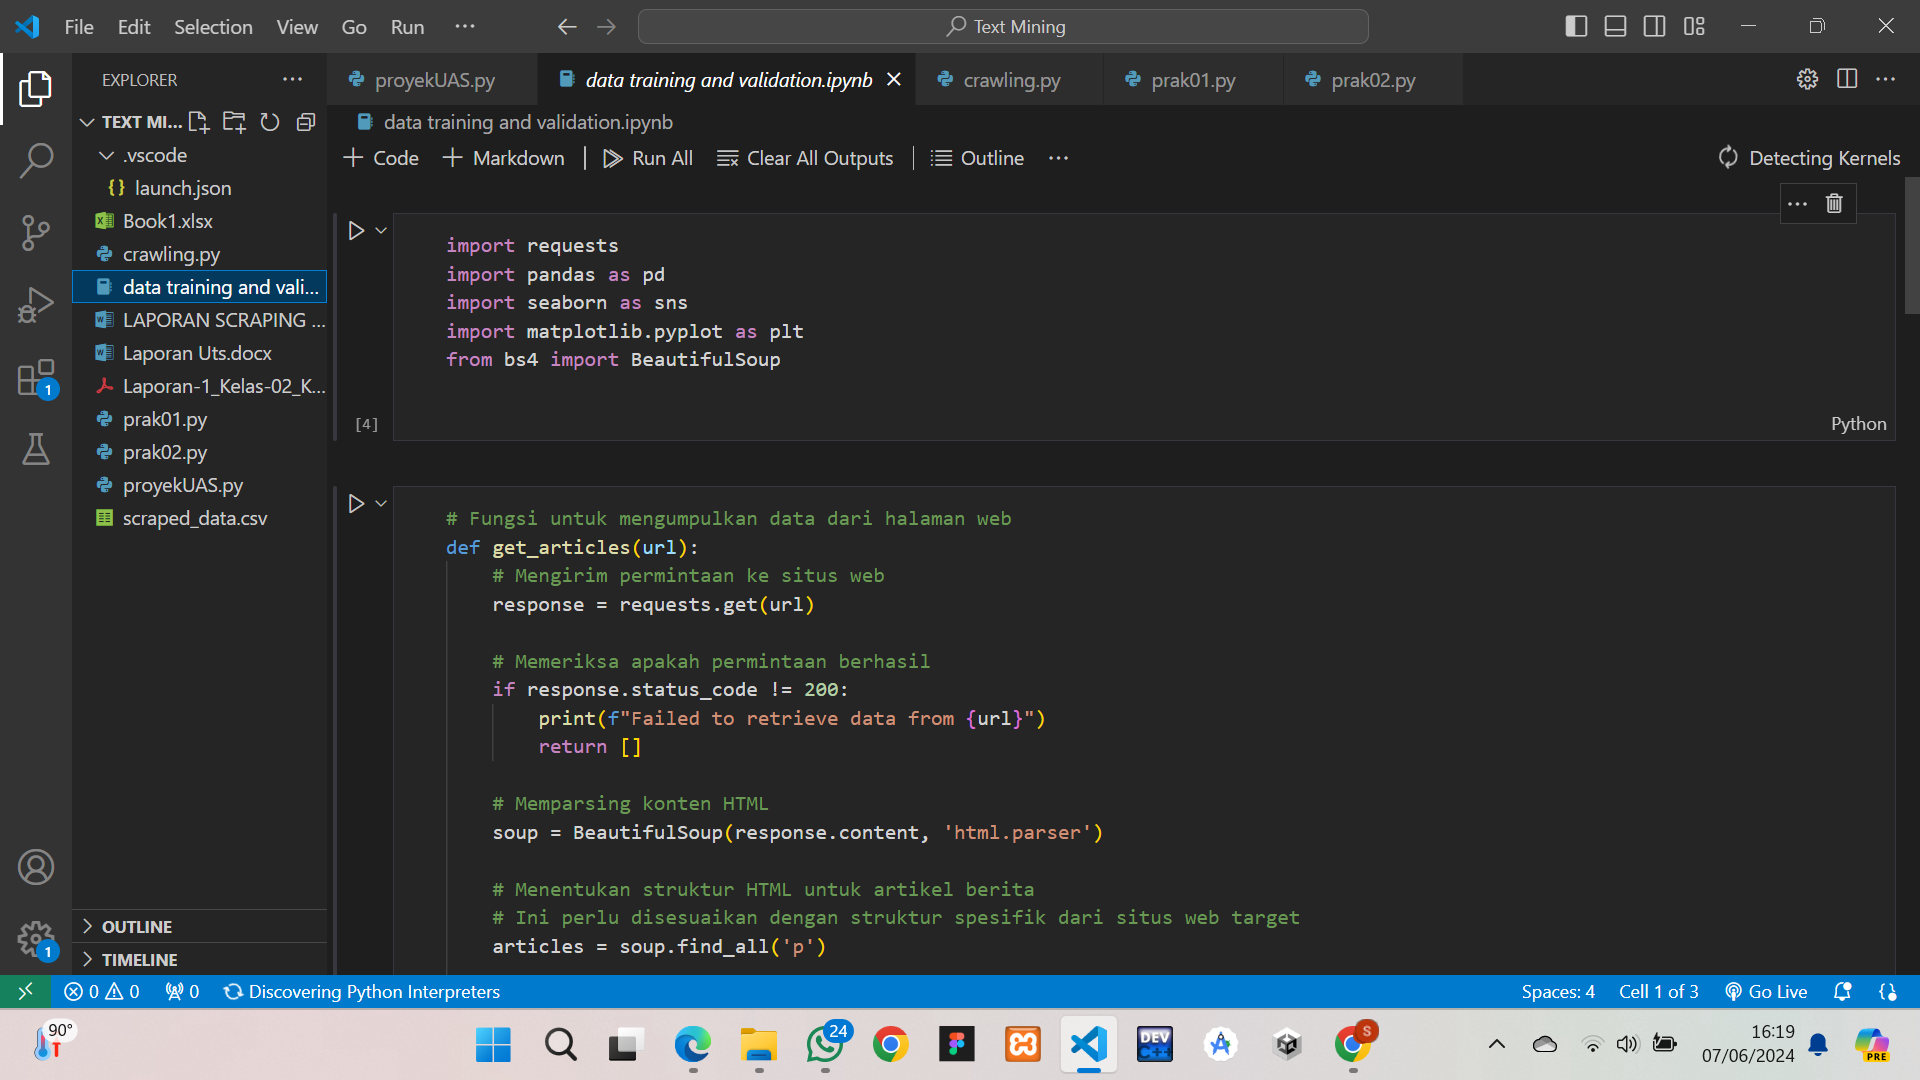 File Edit Selection View Go Run ···
Text Mining
EXPLORER
proyekUAS.py
data training and validation.ipynb
crawling.py
prak01.py
prak02.py
TEXT MI...
.vscode
launch.json
Book1.xlsx
crawling.py
data training and vali...
LAPORAN SCRAPING ...
Laporan Uts.docx
Laporan-1_Kelas-02_K...
prak01.py
prak02.py
proyekUAS.py
scraped_data.csv
OUTLINE
TIMELINE
data training and validation.ipynb
+ Code + Markdown Run All Clear All Outputs Outline ···
Detecting Kernels
import requests
import pandas as pd
import seaborn as sns
import matplotlib.pyplot as plt
from bs4 import BeautifulSoup
[4]
Python
# Fungsi untuk mengumpulkan data dari halaman web
def get_articles(url):
# Mengirim permintaan ke situs web
response = requests.get(url)
# Memeriksa apakah permintaan berhasil
if response.status_code != 200:
print(f"Failed to retrieve data from {url}")
return []
# Memparsing konten HTML
soup = BeautifulSoup(response.content, 'html.parser')
# Menentukan struktur HTML untuk artikel berita
# Ini perlu disesuaikan dengan struktur spesifik dari situs web target
articles = soup.find_all('p')
1
1
0 0 0 Discovering Python Interpreters
Spaces: 4 Cell 1 of 3 Go Live
90°
24
DEV C++
S
16:19
07/06/2024
PRE